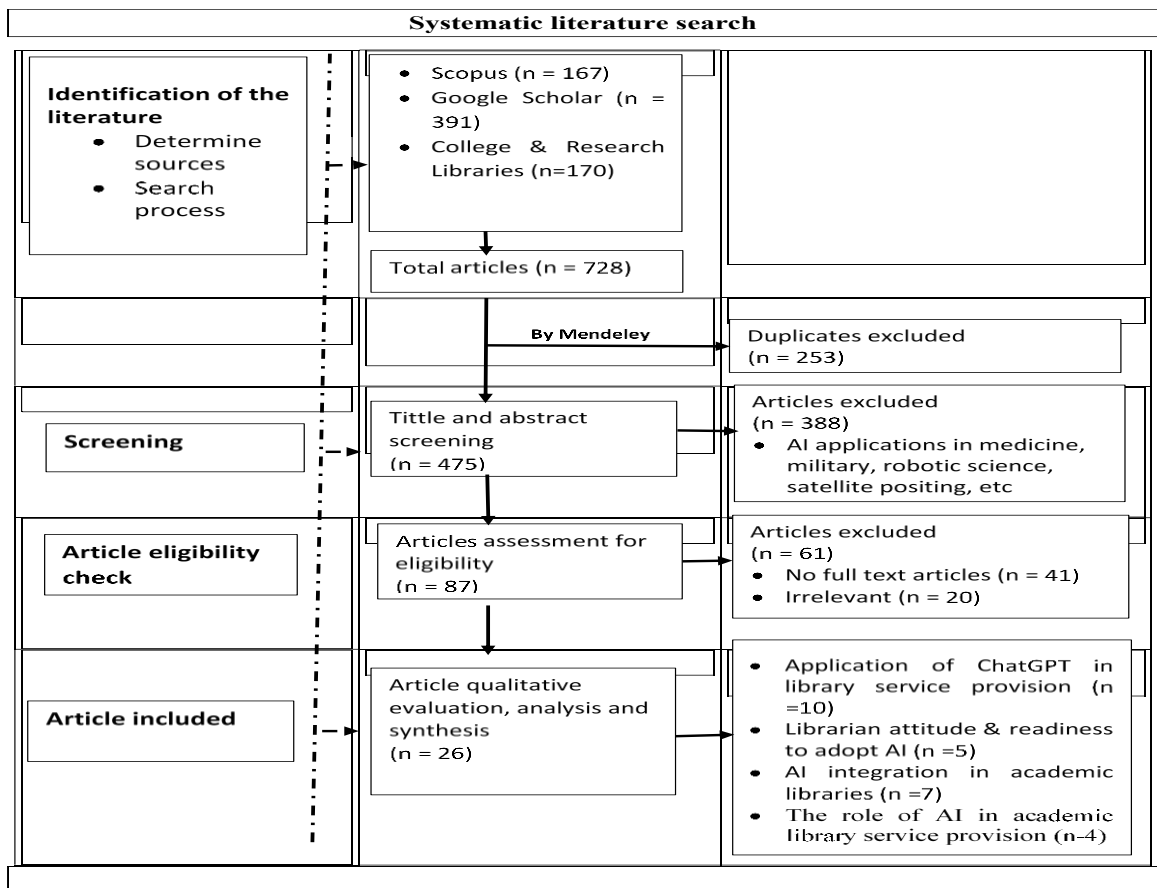 Systematic literature search
Identification of the
literature
• Determine
sources
• Search
process
• Scopus (n = 167)
• Google Scholar (n =
391)
• College & Research
Libraries (n=170)
Total articles (n = 728)
By Mendeley
Duplicates excluded
(n = 253)
Screening
Tittle and abstract
screening
(n = 475)
Articles excluded
(n = 388)
• AI applications in medicine,
military, robotic science,
satellite positing, etc
Article eligibility
check
Articles assessment for
eligibility
(n = 87)
Articles excluded
(n = 61)
• No full text articles (n = 41)
• Irrelevant (n = 20)
Article included
Article qualitative
evaluation, analysis and
synthesis
(n = 26)
• Application of ChatGPT in
library service provision (n
=10)
• Librarian attitude & readiness
to adopt AI (n =5)
• AI integration in academic
libraries (n =7)
• The role of AI in academic
library service provision (n-4)